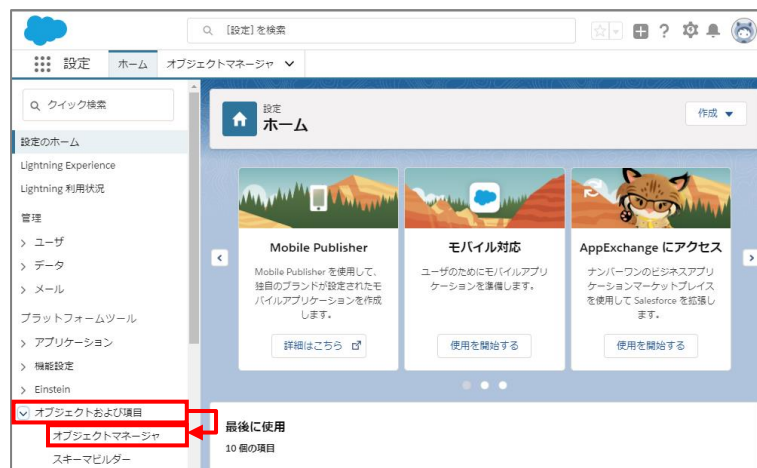 [設定] を検索
設定
ホーム
オブジェクトマネージャ
クイック検索
設定のホーム
Lightning Experience
Lightning 利用状況
管理
ユーザ
データ
メール
プラットフォームツール
アプリケーション
機能設定
Einstein
オブジェクトおよび項目
オブジェクトマネージャ
スキーマビルダー
設定
ホーム
作成
Mobile Publisher
Mobile Publisher を使用して、
独自のブランドが設定されたモ
バイルアプリケーションを作成
します。
詳細はこちら
モバイル対応
ユーザのためにモバイルアプリ
ケーションを準備します。
使用を開始する
AppExchange にアクセス
ナンバーワンのビジネスアプリ
ケーションマーケットプレイス
を使用して Salesforce を拡張し
ます。
使用を開始する
最後に使用
10 個の項目